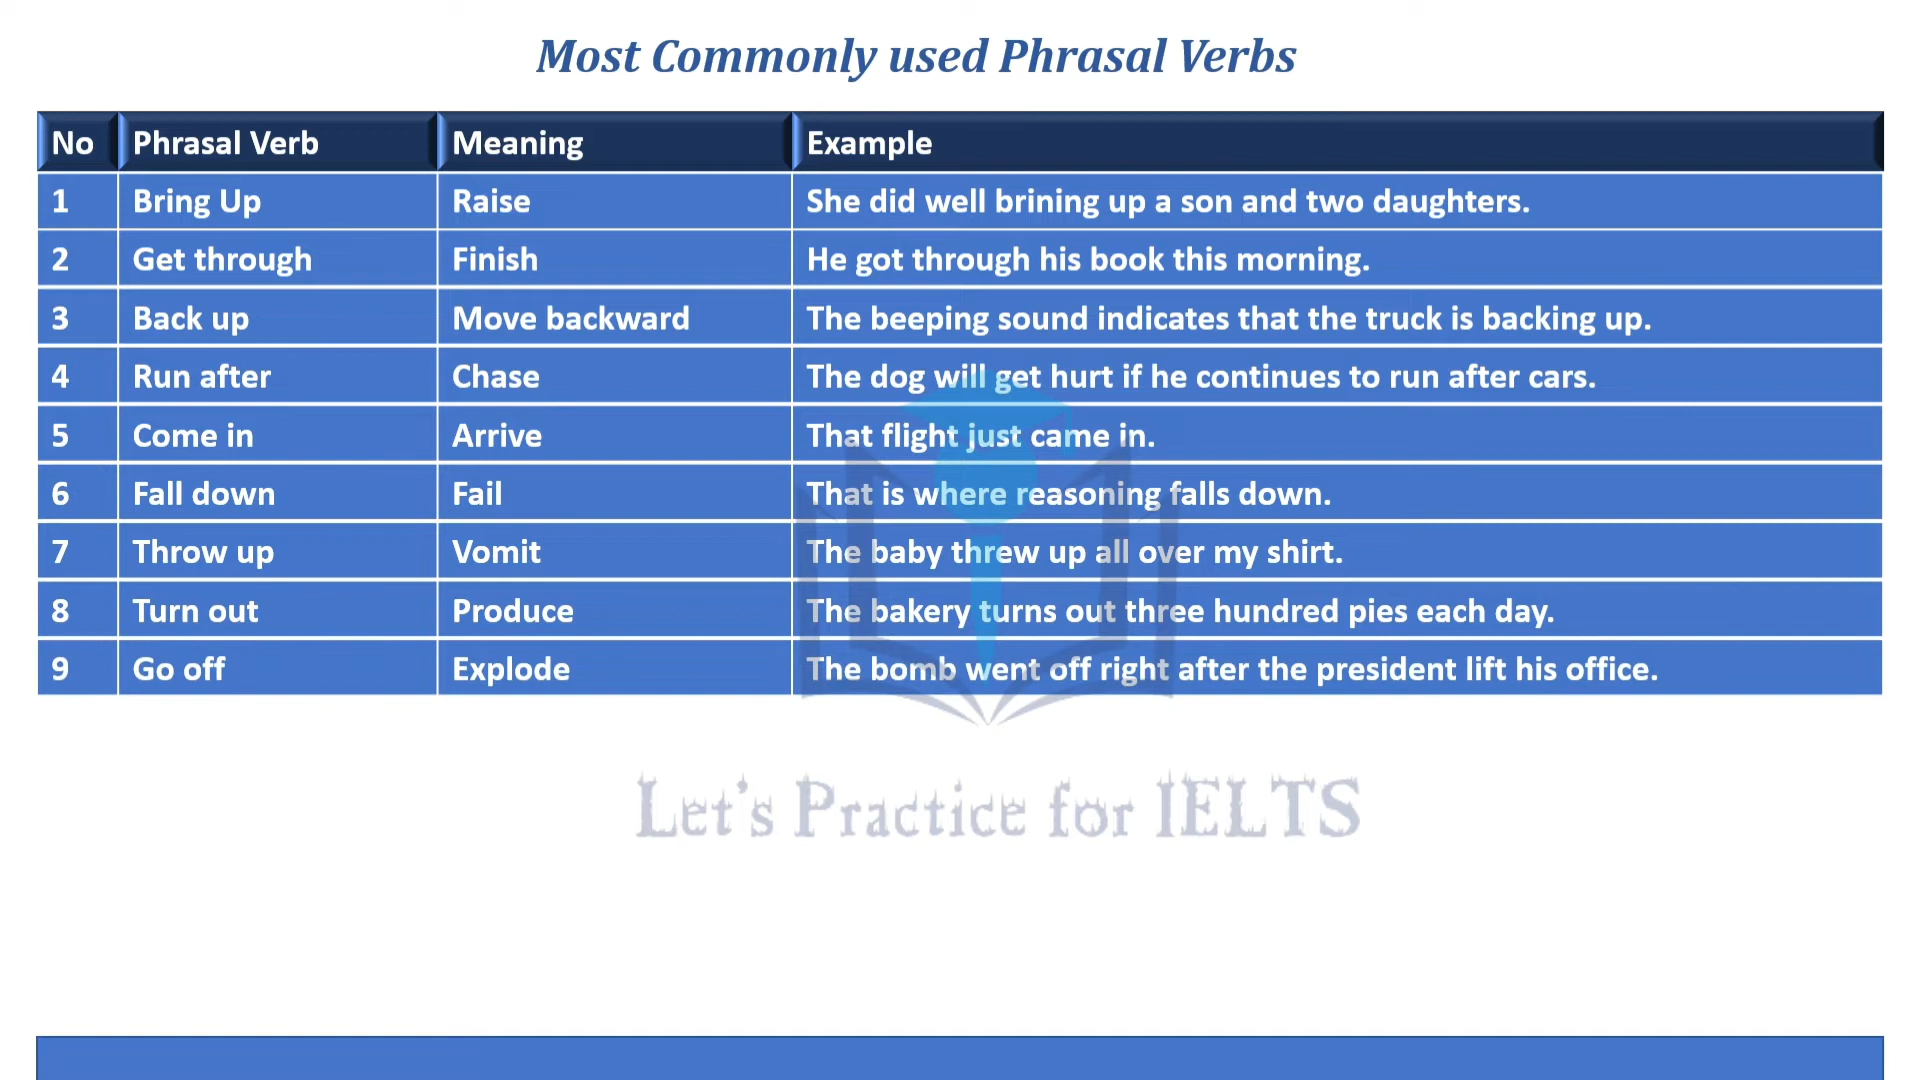 Most Commonly used Phrasal Verbs
No Phrasal Verb Meaning Example
1 Bring Up Raise She did well brining up a son and two daughters.
2 Get through Finish He got through his book this morning.
3 Back up Move backward The beeping sound indicates that the truck is backing up.
4 Run after Chase The dog will get hurt if he continues to run after cars.
5 Come in Arrive That flight just came in.
6 Fall down Fail That is where reasoning falls down.
7 Throw up Vomit The baby threw up all over my shirt.
8 Turn out Produce The bakery turns out three hundred pies each day.
9 Go off Explode The bomb went off right after the president lift his office.
Let's Practice for IELTS